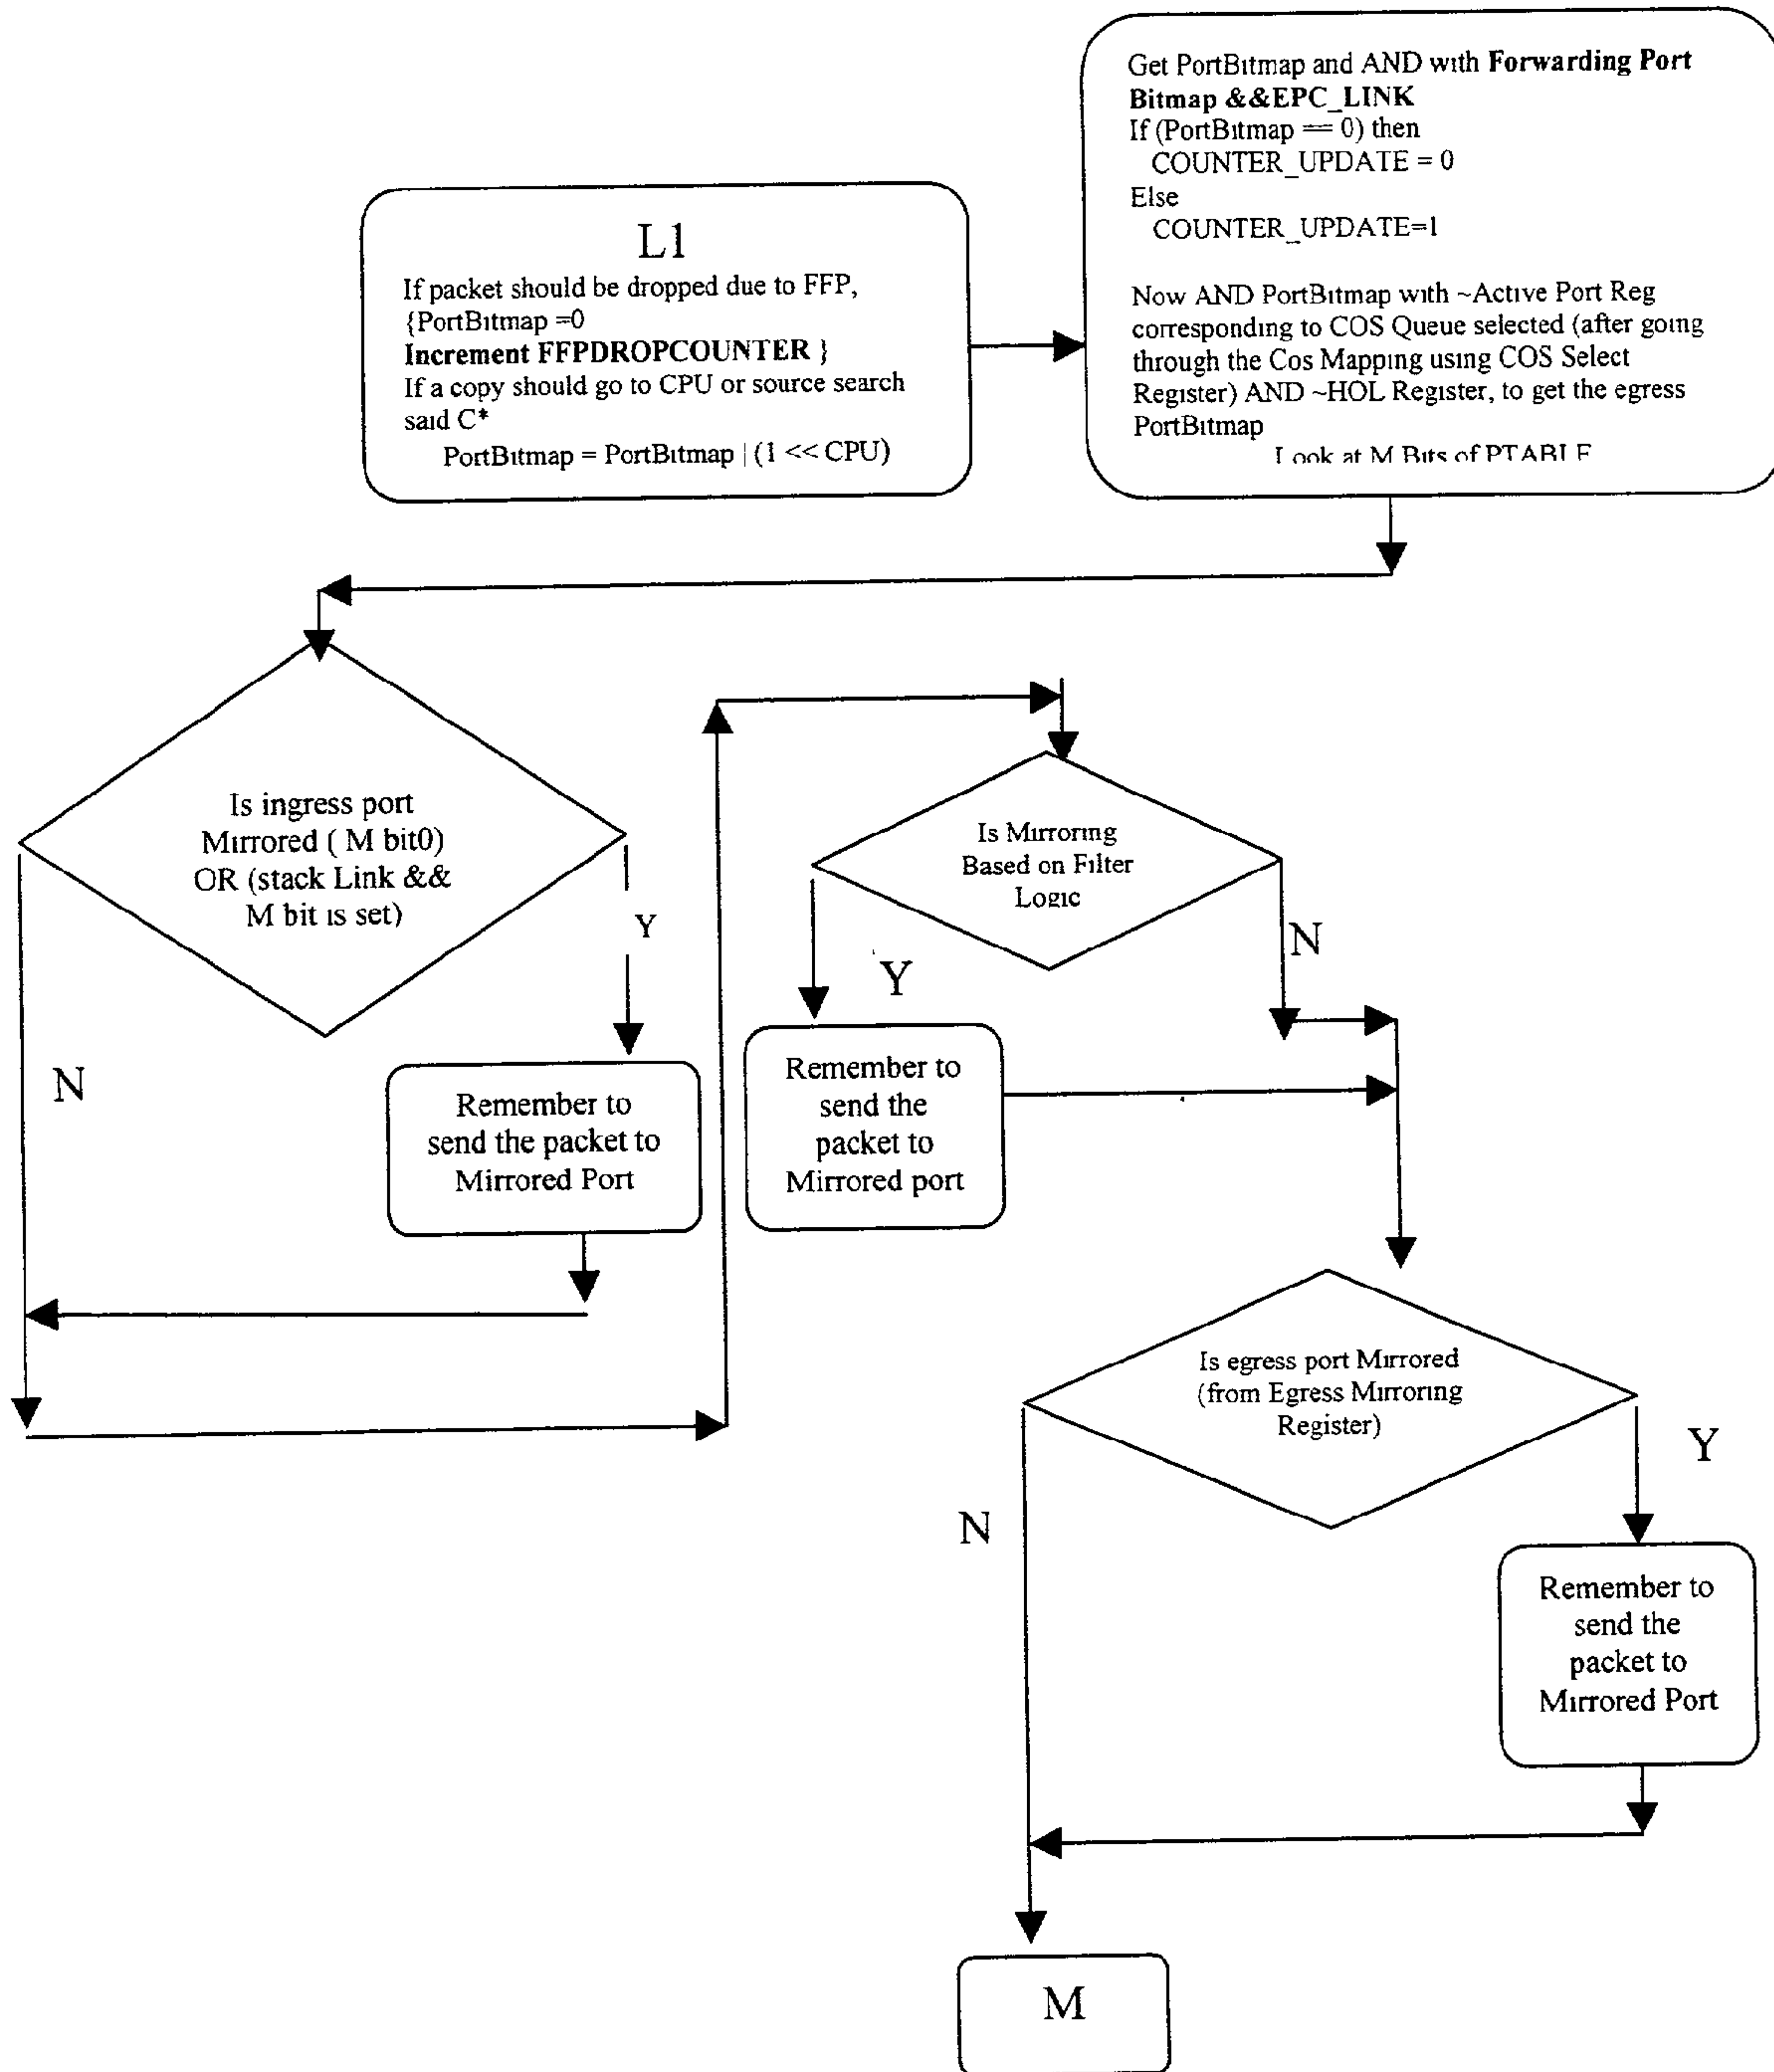 L1
If packet should be dropped due to FFP,
{PortBitmap =0
Increment FFPDROPCOUNTER }
If a copy should go to CPU or source search
said C*
PortBitmap = PortBitmap | (1 << CPU)
Get PortBitmap and AND with Forwarding Port
Bitmap &&EPC_LINK
If (PortBitmap == 0) then
COUNTER_UPDATE = 0
Else
COUNTER_UPDATE=1
Now AND PortBitmap with ~Active Port Reg
corresponding to COS Queue selected (after going
through the Cos Mapping using COS Select
Register) AND ~HOL Register, to get the egress
PortBitmap
Look at M Bits of PTABLE
Is ingress port
Mirrored ( M bit0)
OR (stack Link &&
M bit is set)
Y
N
Remember to
send the packet to
Mirrored Port
Is Mirroring
Based on Filter
Logic
Y
N
Remember to
send the
packet to
Mirrored port
Is egress port Mirrored
(from Egress Mirroring
Register)
Y
N
Remember to
send the
packet to
Mirrored Port
M